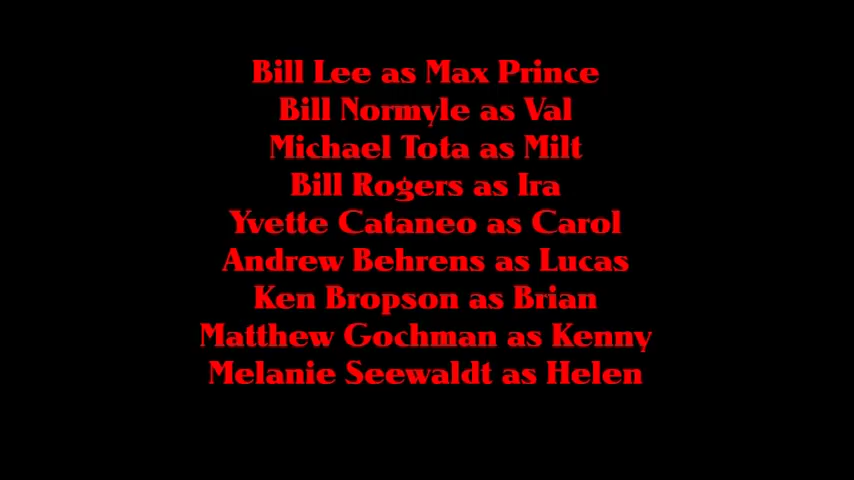 Bill Lee as Max Prince
Bill Normyle as Val
Michael Tota as Milt
Bill Rogers as Ira
Yvette Cataneo as Carol
Andrew Behrens as Lucas
Ken Bropson as Brian
Matthew Gochman as Kenny
Melanie Seewaldt as Helen